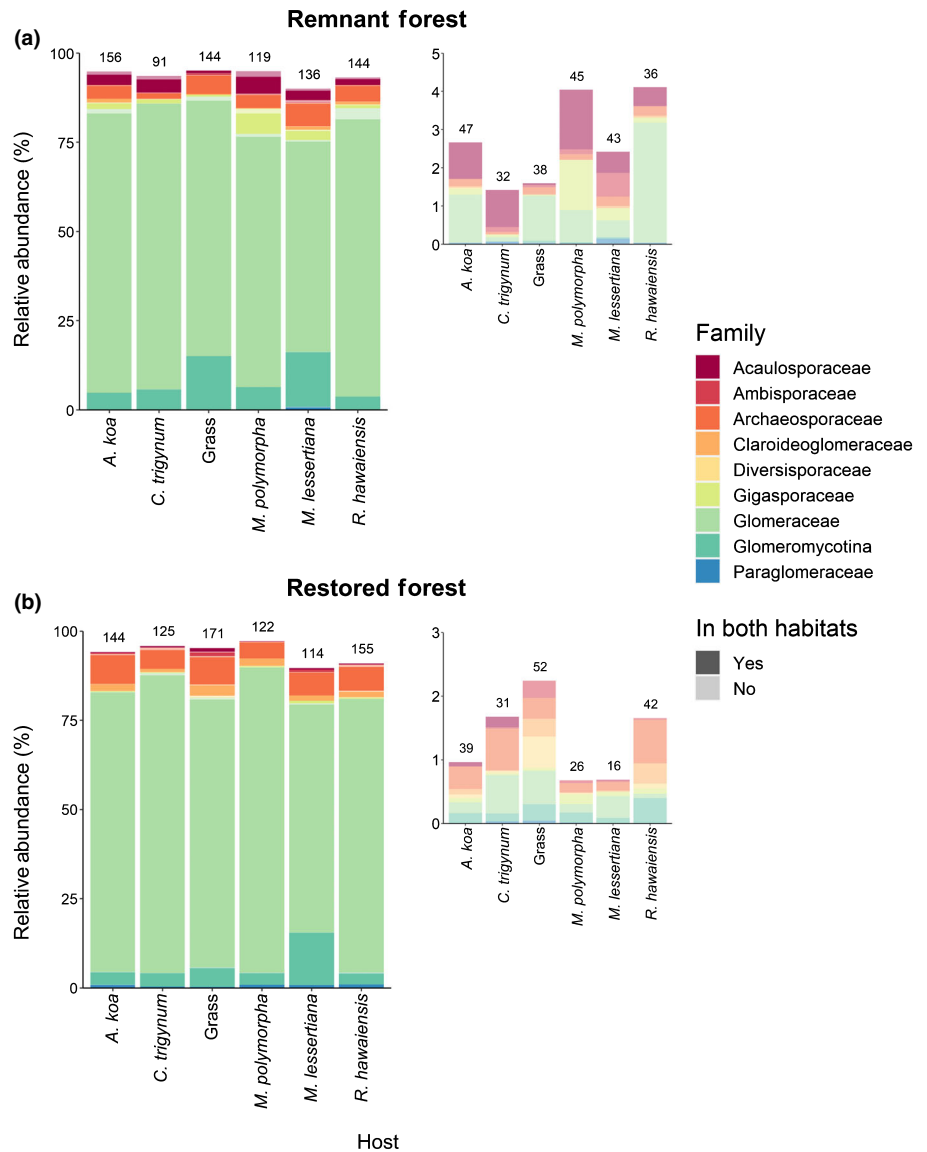 Remnant forest
(a)
Relative abundance (%)
100
75
50
25
0
156
91
144
119
136
144
A. koa
C. trigynum
Grass
M. polymorpha
M. lessertiana
R. hawaiensis
5
4
3
2
1
0
47
32
38
45
43
36
A. koa
C. trigynum
Grass
M. polymorpha
M. lessertiana
R. hawaiensis
Family
Acaulosporaceae
Ambisporaceae
Archaeosporaceae
Claroideoglomeraceae
Diversisporaceae
Gigasporaceae
Glomeraceae
Glomeromycotina
Paraglomeraceae
In both habitats
Yes
No
Restored forest
(b)
Relative abundance (%)
100
75
50
25
0
144
125
171
122
114
155
A. koa
C. trigynum
Grass
M. polymorpha
M. lessertiana
R. hawaiensis
3
2
1
0
39
31
52
26
16
42
A. koa
C. trigynum
Grass
M. polymorpha
M. lessertiana
R. hawaiensis
Host